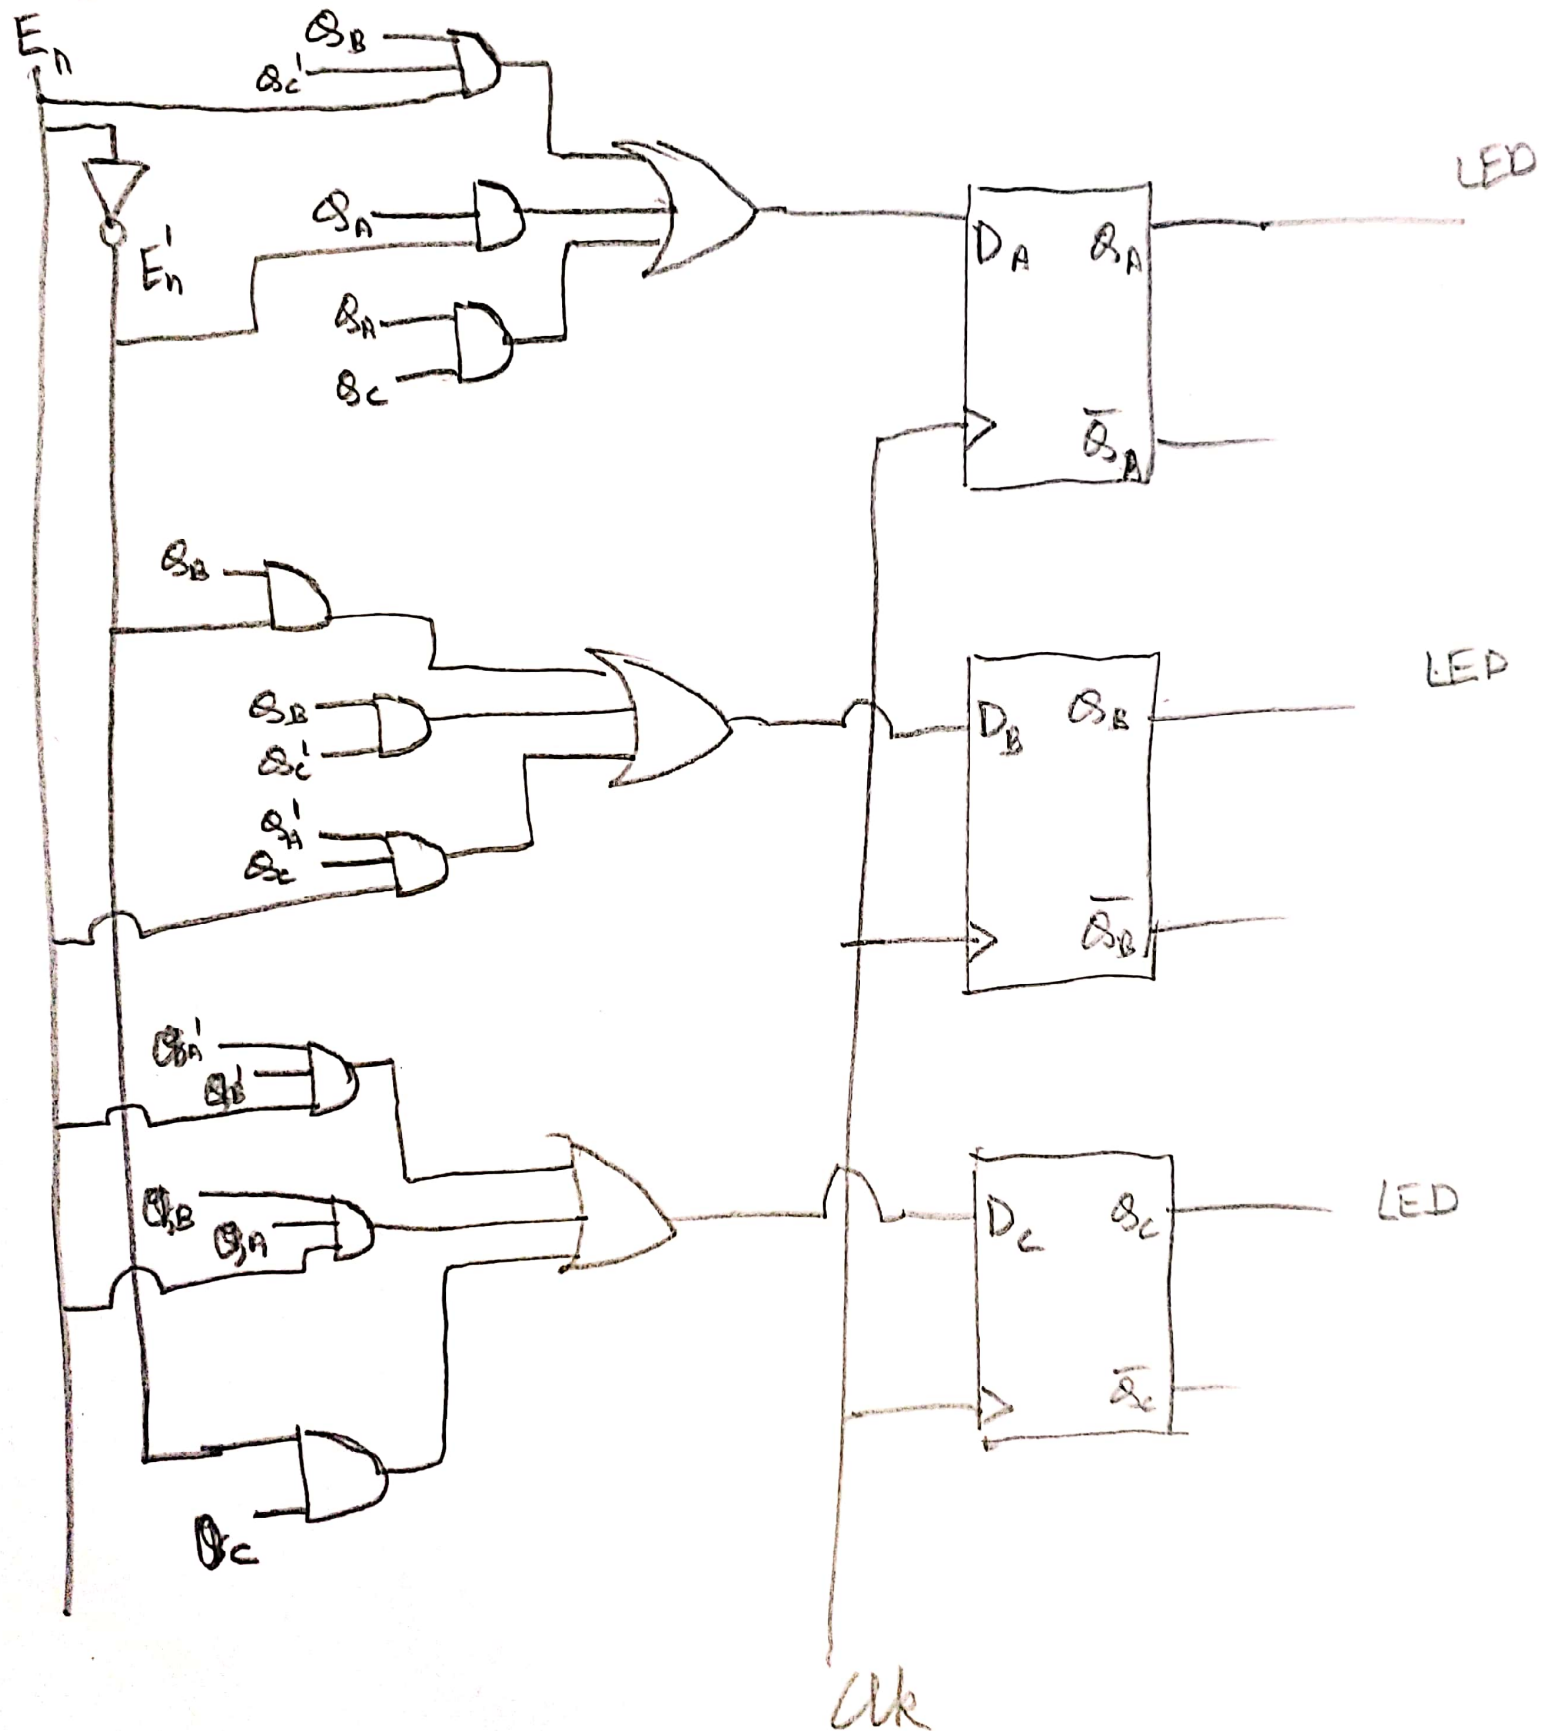 En
QB
QC'
En'
QA
QA
QC
DA QA
Q̅A
LED
QB
QB
QC'
QA'
QC
DB QB
Q̅B
LED
QA'
QB'
QB
QA
QC
DC QC
Q̅C
LED
Clk